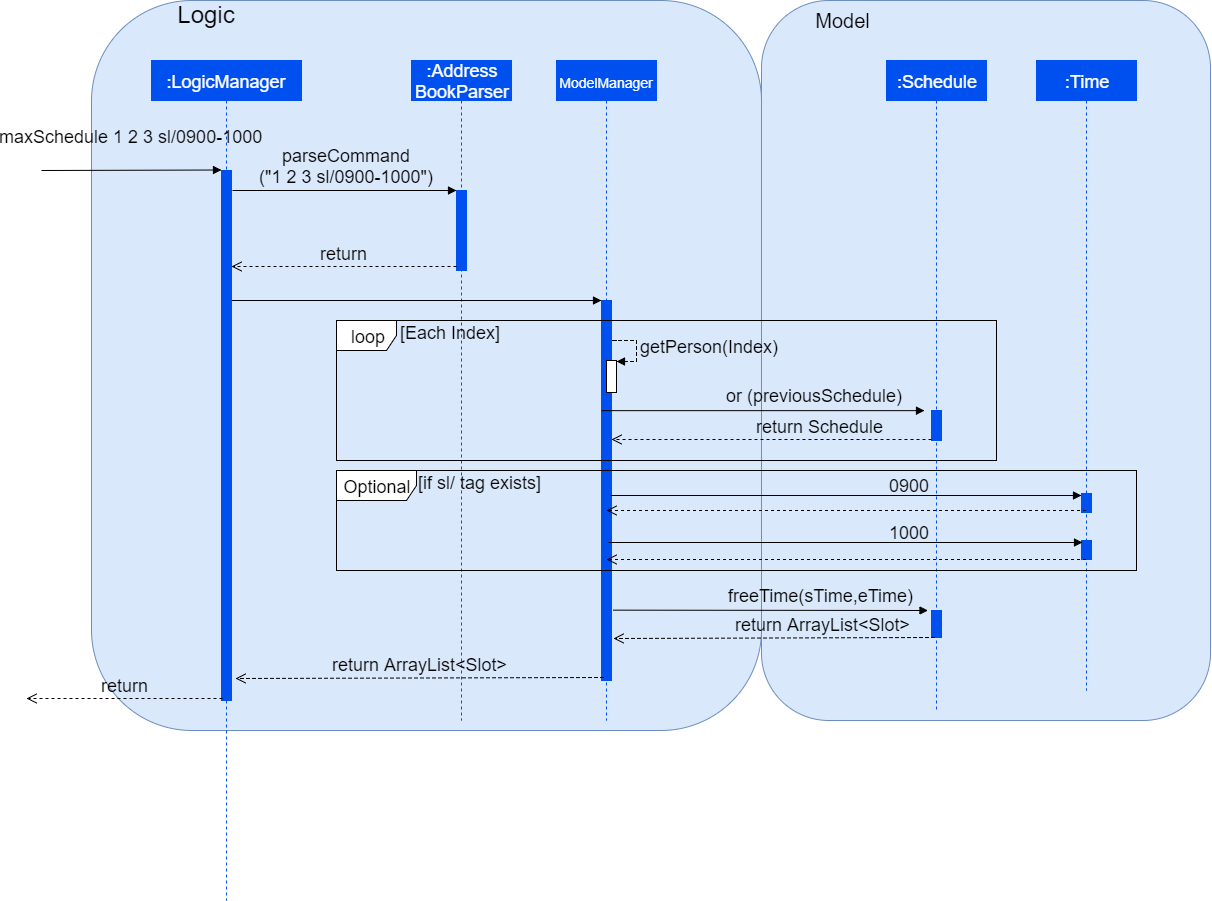 Logic
Model
:LogicManager
:Address
BookParser
ModelManager
:Schedule
:Time
maxSchedule 1 2 3 sl/0900-1000
parseCommand
("1 2 3 sl/0900-1000")
return
loop
[Each Index]
getPerson(Index)
or (previousSchedule)
return Schedule
Optional
[if sl/ tag exists]
0900
1000
freeTime(sTime,eTime)
return ArrayList<Slot>
return ArrayList<Slot>
return